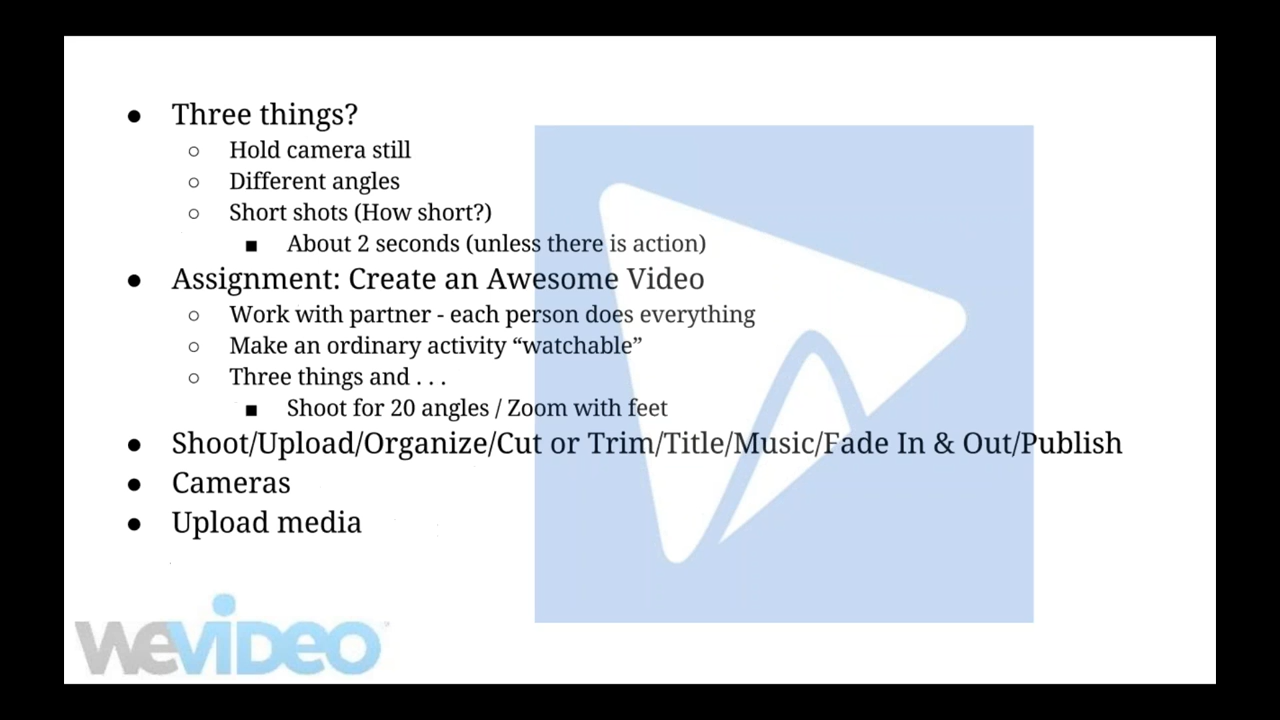 ● Three things?
○ Hold camera still
○ Different angles
○ Short shots (How short?)
■ About 2 seconds (unless there is action)
● Assignment: Create an Awesome Video
○ Work with partner - each person does everything
○ Make an ordinary activity “watchable”
○ Three things and . . .
■ Shoot for 20 angles / Zoom with feet
● Shoot/Upload/Organize/Cut or Trim/Title/Music/Fade In & Out/Publish
● Cameras
● Upload media
weviDeo